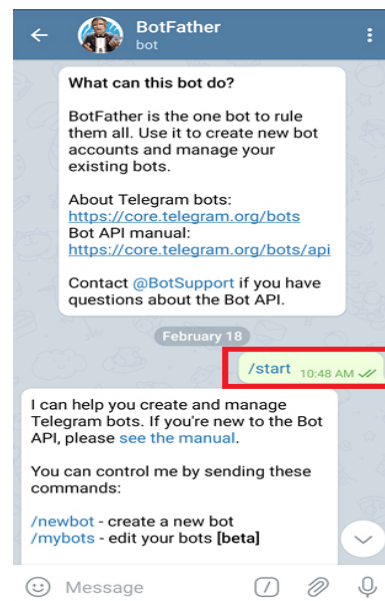 BotFather
bot
What can this bot do?
BotFather is the one bot to rule
them all. Use it to create new bot
accounts and manage your
existing bots.
About Telegram bots:
https://core.telegram.org/bots
Bot API manual:
https://core.telegram.org/bots/api
Contact @BotSupport if you have
questions about the Bot API.
February 18
/start 10:48 AM
I can help you create and manage
Telegram bots. If you're new to the Bot
API, please see the manual.
You can control me by sending these
commands:
/newbot - create a new bot
/mybots - edit your bots [beta]
Message